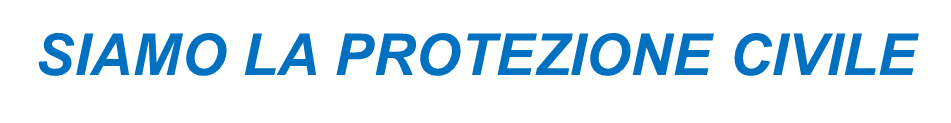 SIAMO LA PROTEZIONE CIVILE